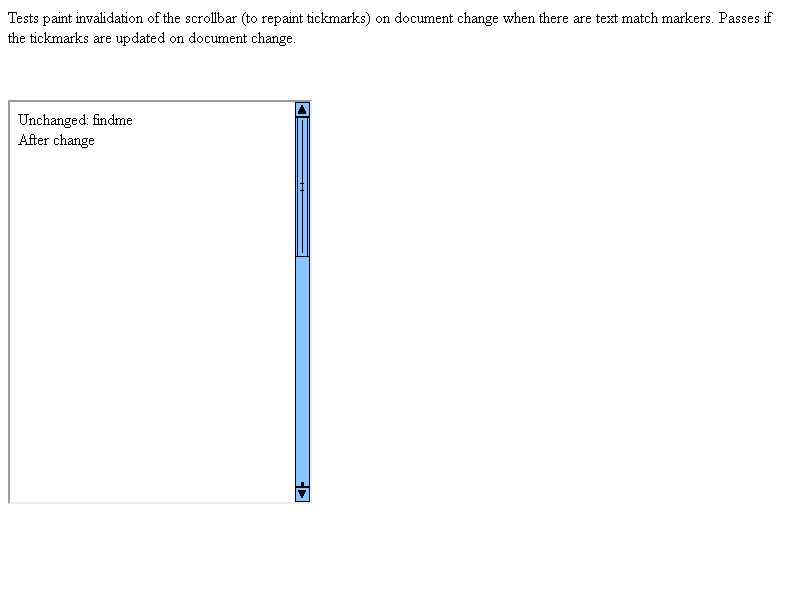 Tests paint invalidation of the scrollbar (to repaint tickmarks) on document change when there are text match markers. Passes if
the tickmarks are updated on document change.
Unchanged: findme
After change